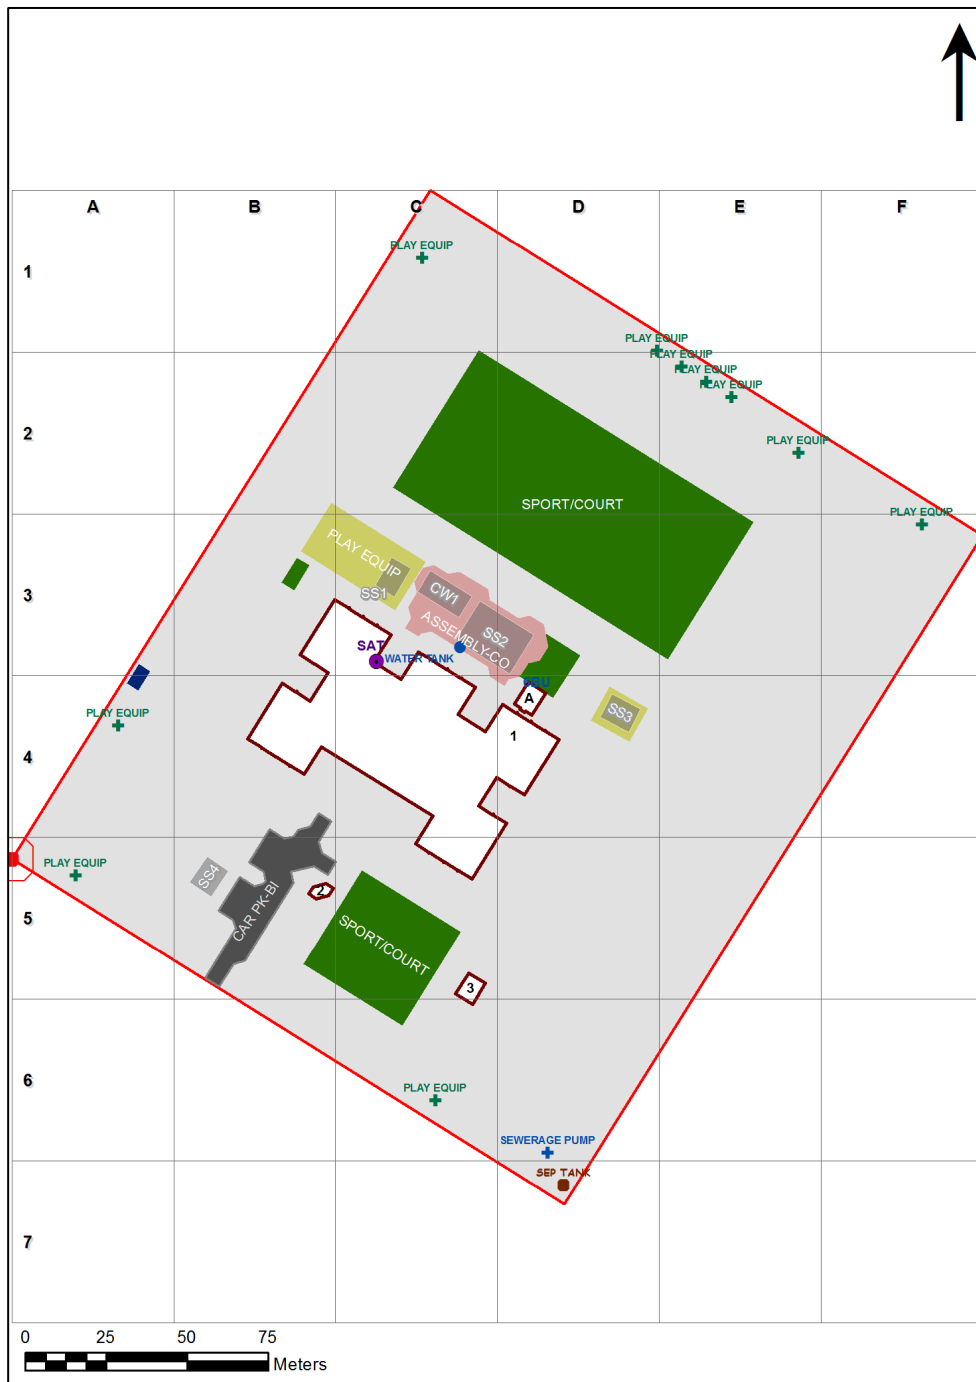 A B C D E F
PLAY EQUIP
1
PLAY EQUIP
PLAY EQUIP
PLAY EQUIP
PLAY EQUIP
2
PLAY EQUIP
SPORT/COURT
PLAY EQUIP
PLAY EQUIP
3
SS1
CW1
SS2
ASSEMBLY-CO
SAT
WATER TANK
A
SS3
PLAY EQUIP
1
4
PLAY EQUIP
SS4
2
CAR PK-BI
5
SPORT/COURT
3
6
PLAY EQUIP
SEWERAGE PUMP
SEP TANK
7
0 25 50 75
Meters